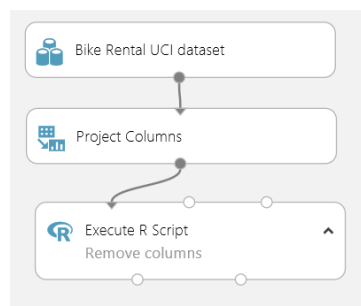 Bike Rental UCI dataset
Project Columns
Execute R Script
Remove columns